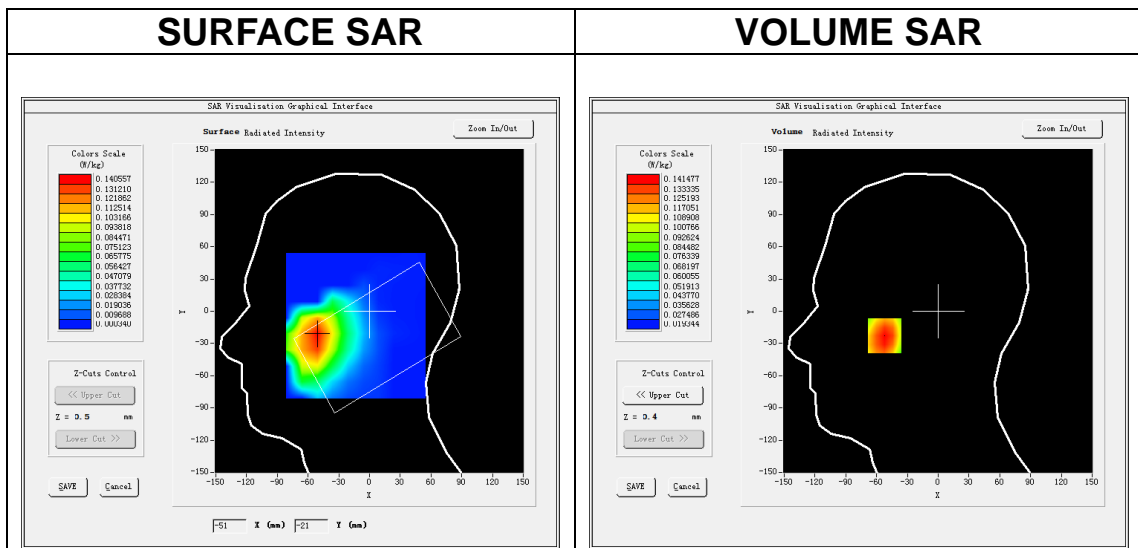 SURFACE SAR
VOLUME SAR
SAR Visualisation Graphical Interface
Surface Radiated Intensity
Zoom In/Out
Colors Scale
(W/kg)
0.140557
0.131210
0.121862
0.112514
0.103166
0.093818
0.084471
0.075123
0.065775
0.056427
0.047079
0.037732
0.028384
0.019036
0.009688
0.000340
150
120
90
60
30
0
-30
-60
-90
-120
-150
Y
-150 -120 -90 -60 -30 0 30 60 90 120 150
X
Z-Cuts Control
<< Upper Cut
Z = 0.5 mm
Lower Cut >>
SAVE Cancel
-51 X (mm) -21 Y (mm)
SAR Visualisation Graphical Interface
Volume Radiated Intensity
Zoom In/Out
Colors Scale
(W/kg)
0.141477
0.133335
0.125193
0.117051
0.108908
0.100766
0.092624
0.084482
0.076339
0.068197
0.060055
0.051913
0.043770
0.035628
0.027486
0.019344
150
120
90
60
30
0
-30
-60
-90
-120
-150
Y
-150 -120 -90 -60 -30 0 30 60 90 120 150
X
Z-Cuts Control
<< Upper Cut
Z = 0.4 mm
Lower Cut >>
SAVE Cancel